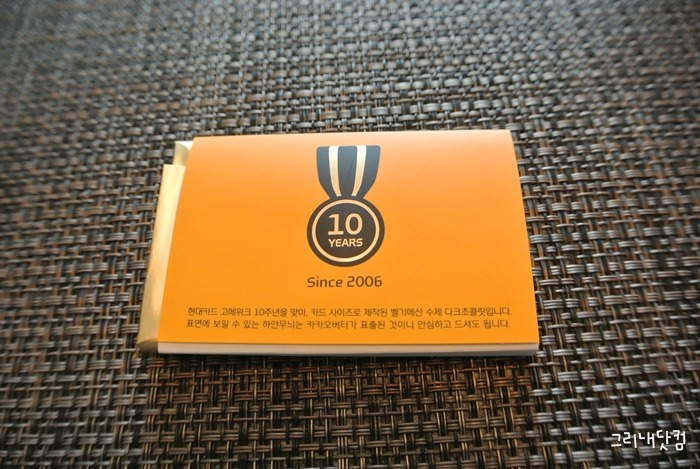 10
YEARS
Since 2006
현대카드 고메위크 10주년을 맞아, 카드 사이즈로 제작된 벨기에산 수제 다크초콜릿입니다.
표면에 보일 수 있는 하얀무늬는 카카오버터가 표출된 것이니 안심하고 드셔도 됩니다.
그리내닷컴